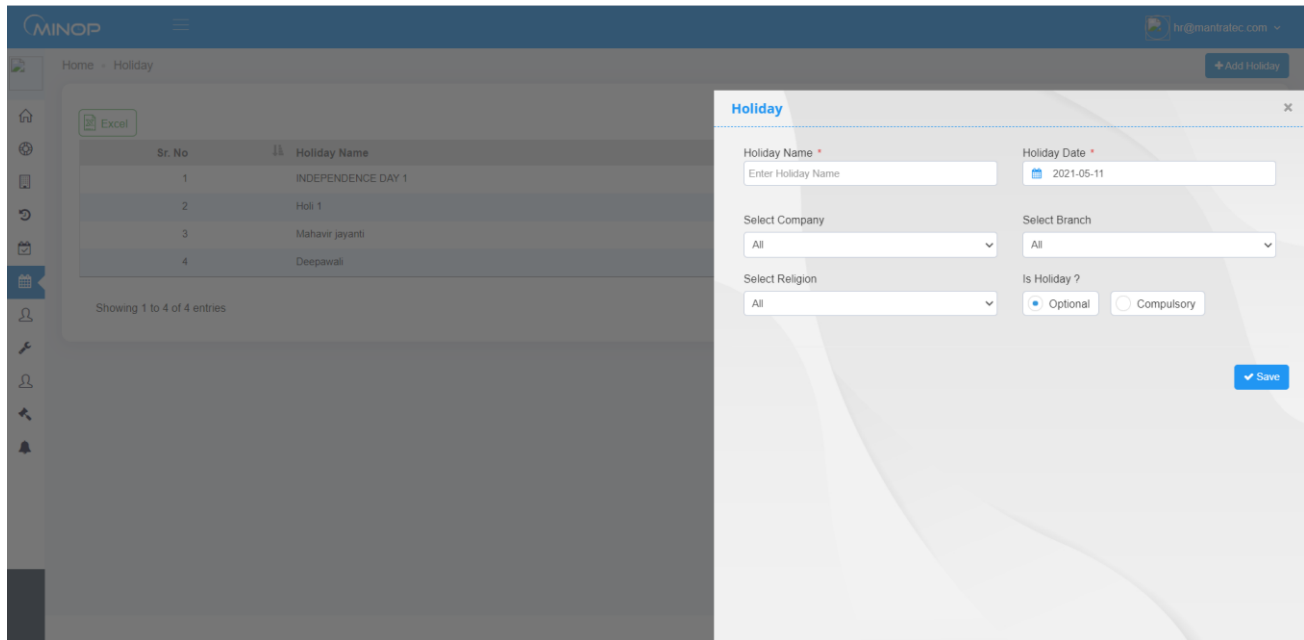 MINOP
hr@mantratec.com
Home - Holiday
Add Holiday
Excel
Sr. No Holiday Name
1 INDEPENDENCE DAY 1
2 Holi 1
3 Mahavir jayanti
4 Deepawali
Showing 1 to 4 of 4 entries
Holiday ×
Holiday Name * Holiday Date *
Enter Holiday Name 2021-05-11
Select Company Select Branch
All All
Select Religion Is Holiday ?
All Optional Compulsory
Save